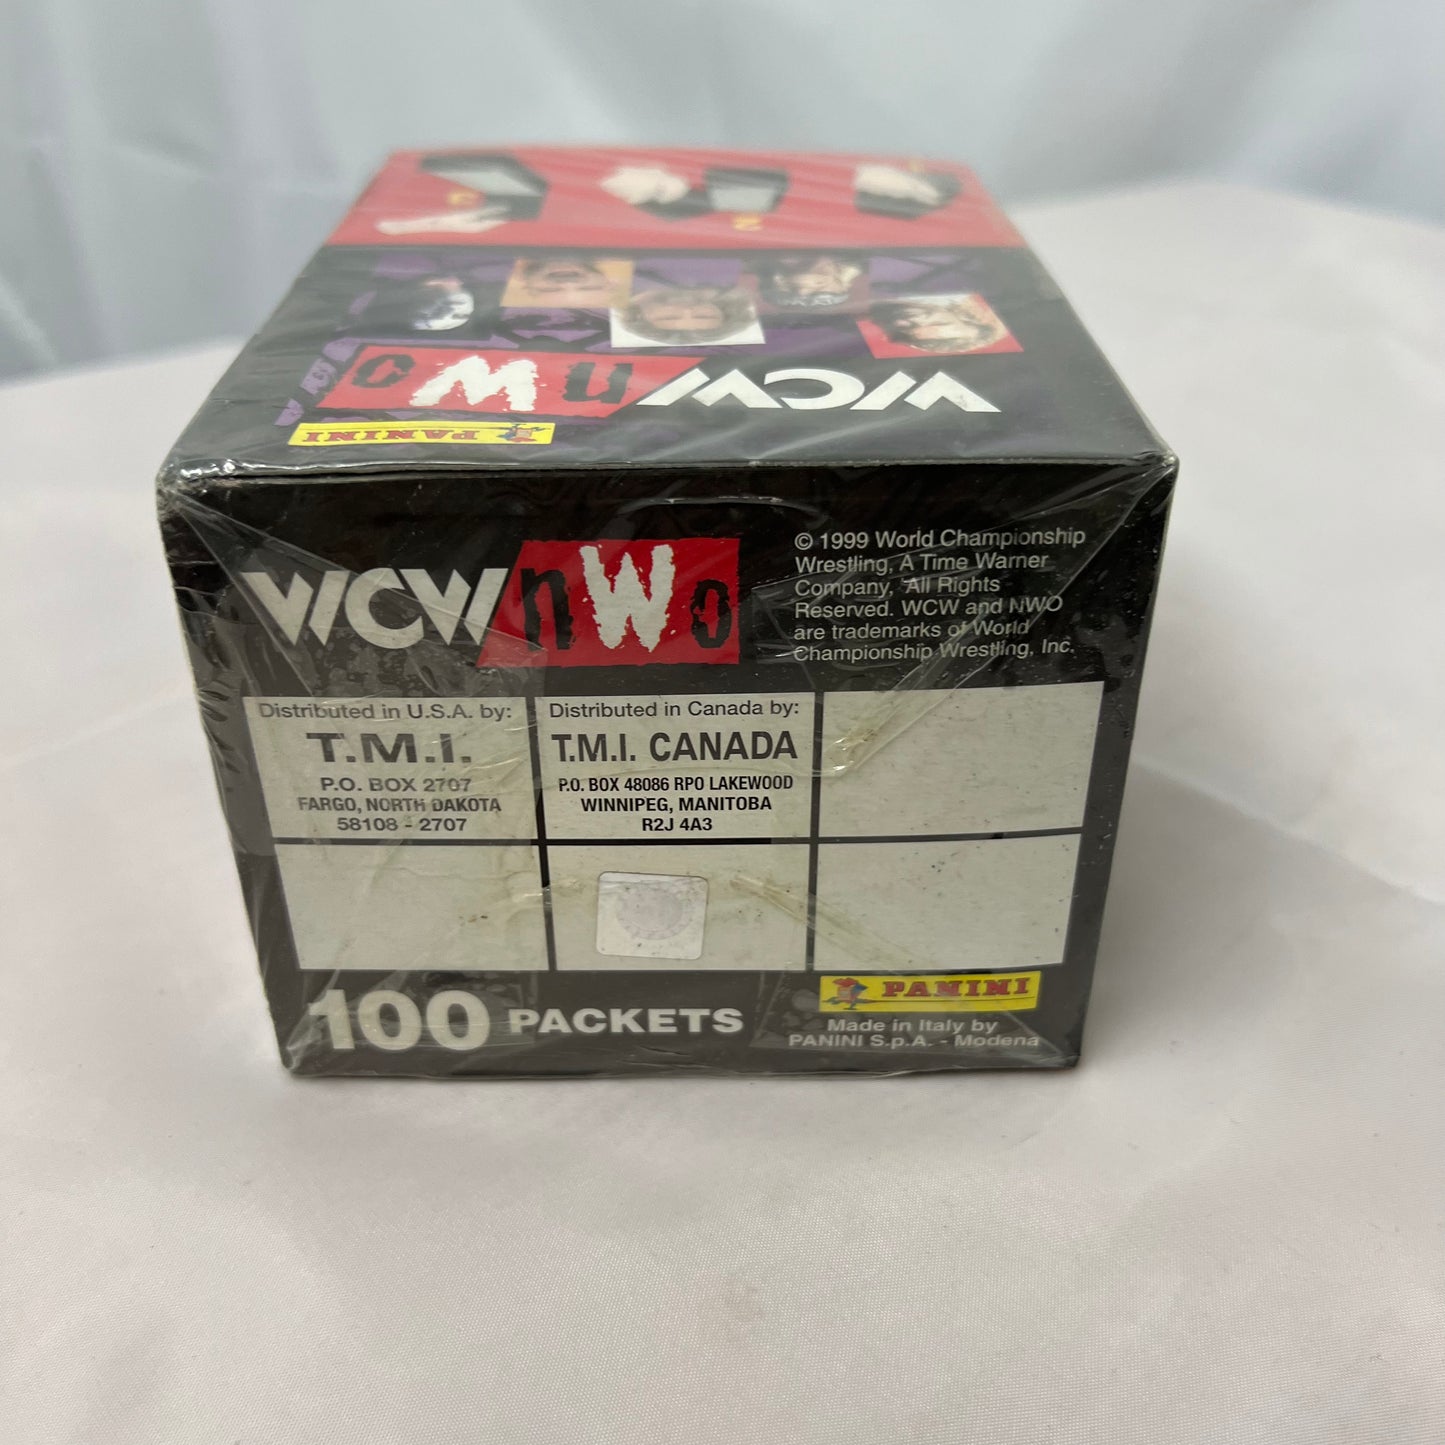 WCW nWo
PANINI
WCW nWo
© 1999 World Championship
Wrestling, A Time Warner
Company, All Rights
Reserved. WCW and NWO
are trademarks of World
Championship Wrestling, Inc.
Distributed in U.S.A. by:
T.M.I.
P.O. BOX 2707
FARGO, NORTH DAKOTA
58108 - 2707
Distributed in Canada by:
T.M.I. CANADA
P.O. BOX 48086 RPO LAKEWOOD
WINNIPEG, MANITOBA
R2J 4A3
100 PACKETS
PANINI
Made in Italy by
PANINI S.p.A. - Modena